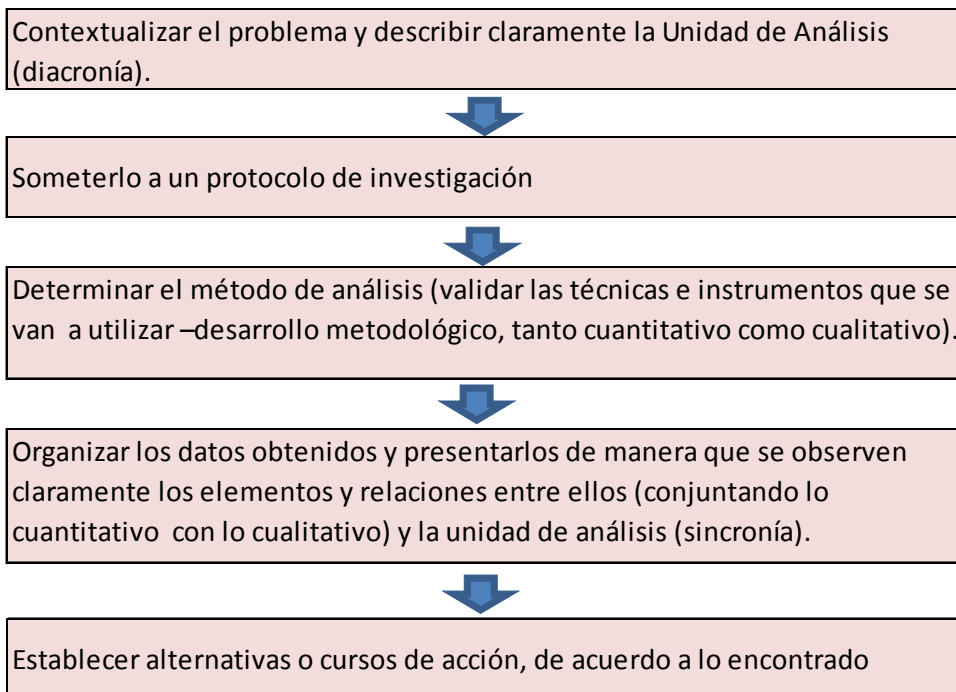 Contextualizar el problema y describir claramente la Unidad de Análisis
(diacronía).
Someterlo a un protocolo de investigación
Determinar el método de análisis (validar las técnicas e instrumentos que se
van a utilizar –desarrollo metodológico, tanto cuantitativo como cualitativo).
Organizar los datos obtenidos y presentarlos de manera que se observen
claramente los elementos y relaciones entre ellos (conjuntando lo
cuantitativo con lo cualitativo) y la unidad de análisis (sincronía).
Establecer alternativas o cursos de acción, de acuerdo a lo encontrado